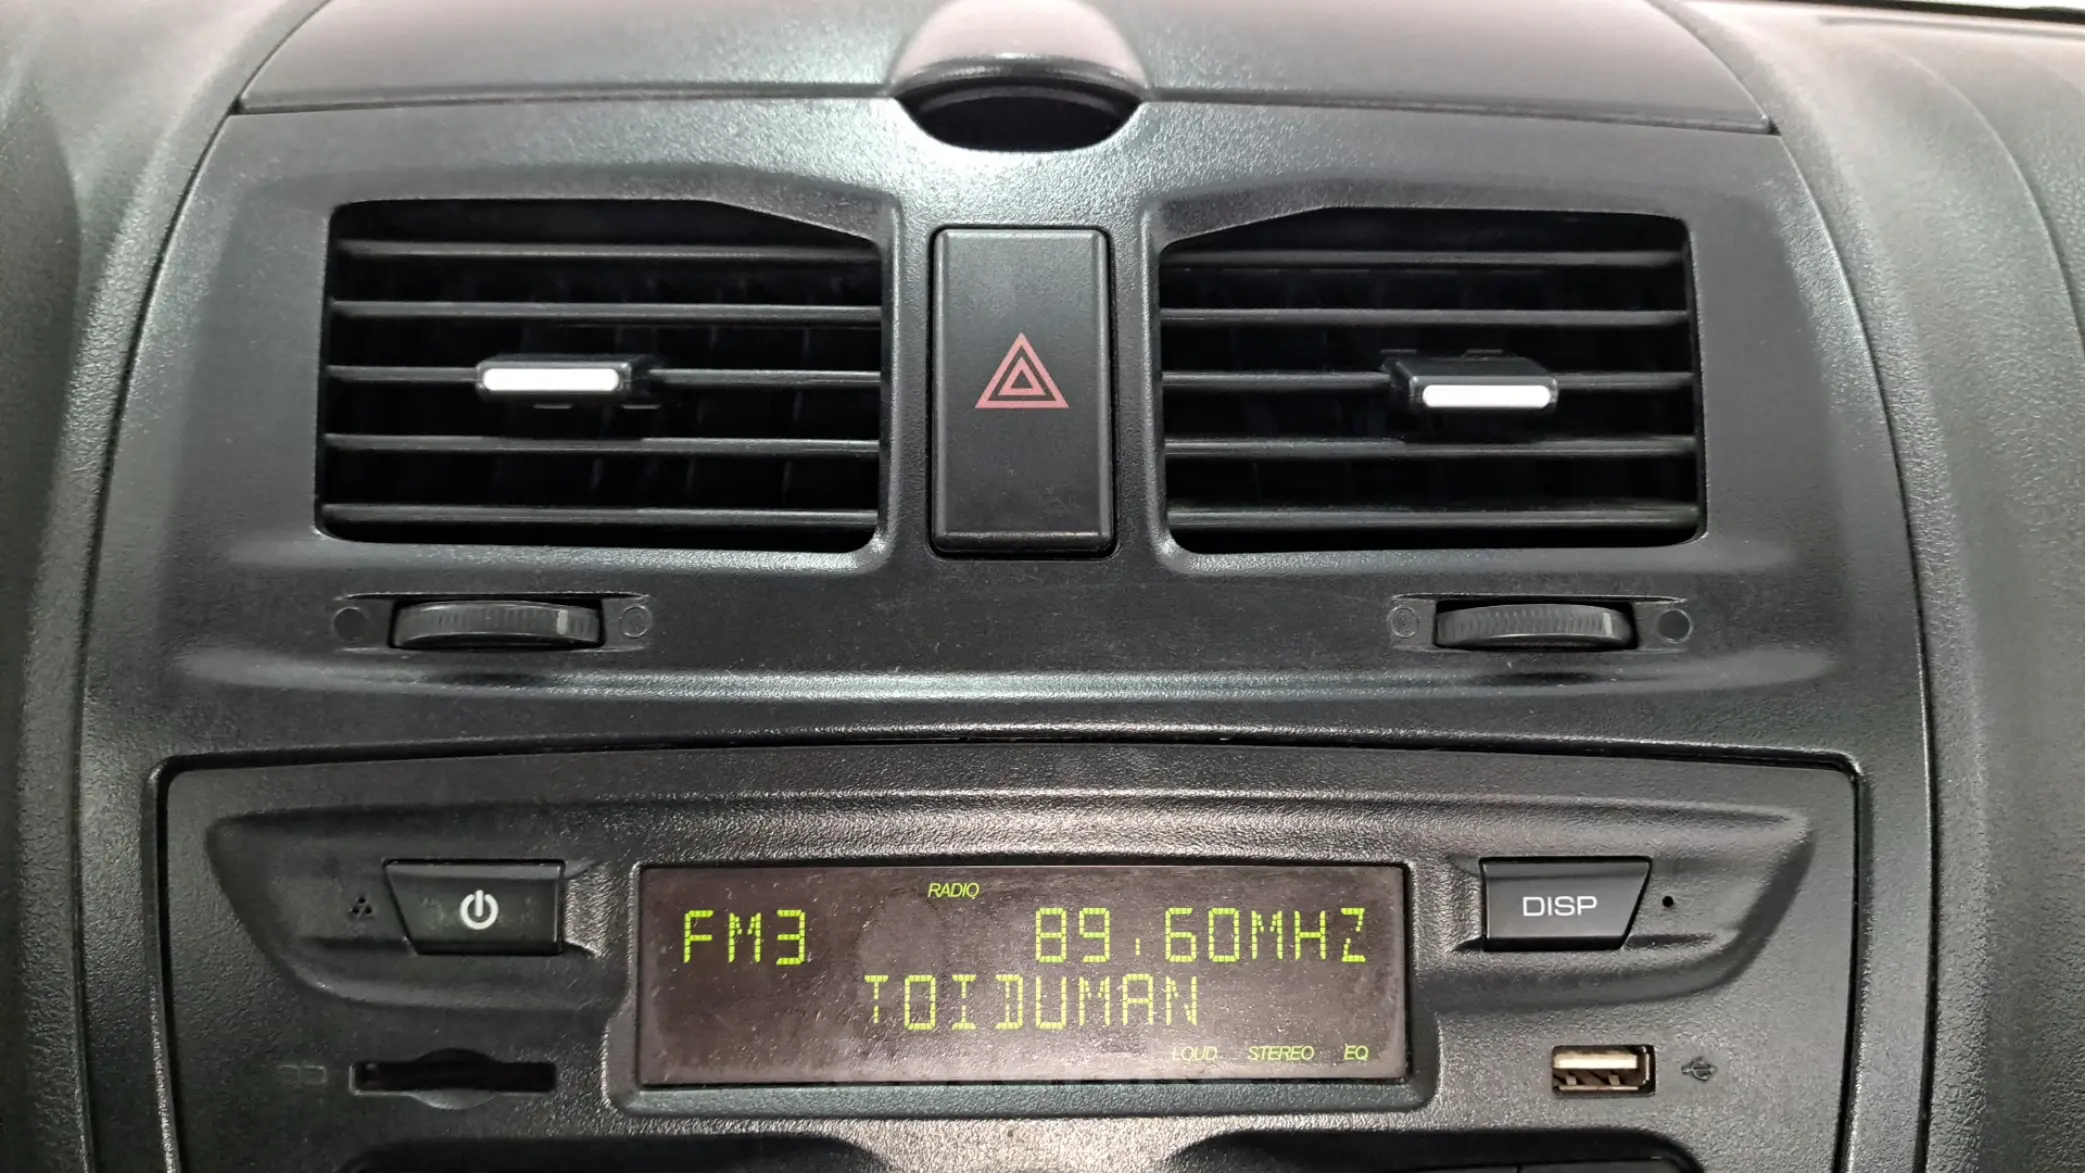 RADIO
FM3 89.60MHZ
TOIDUMAN
LOUD STEREO EQ
DISP